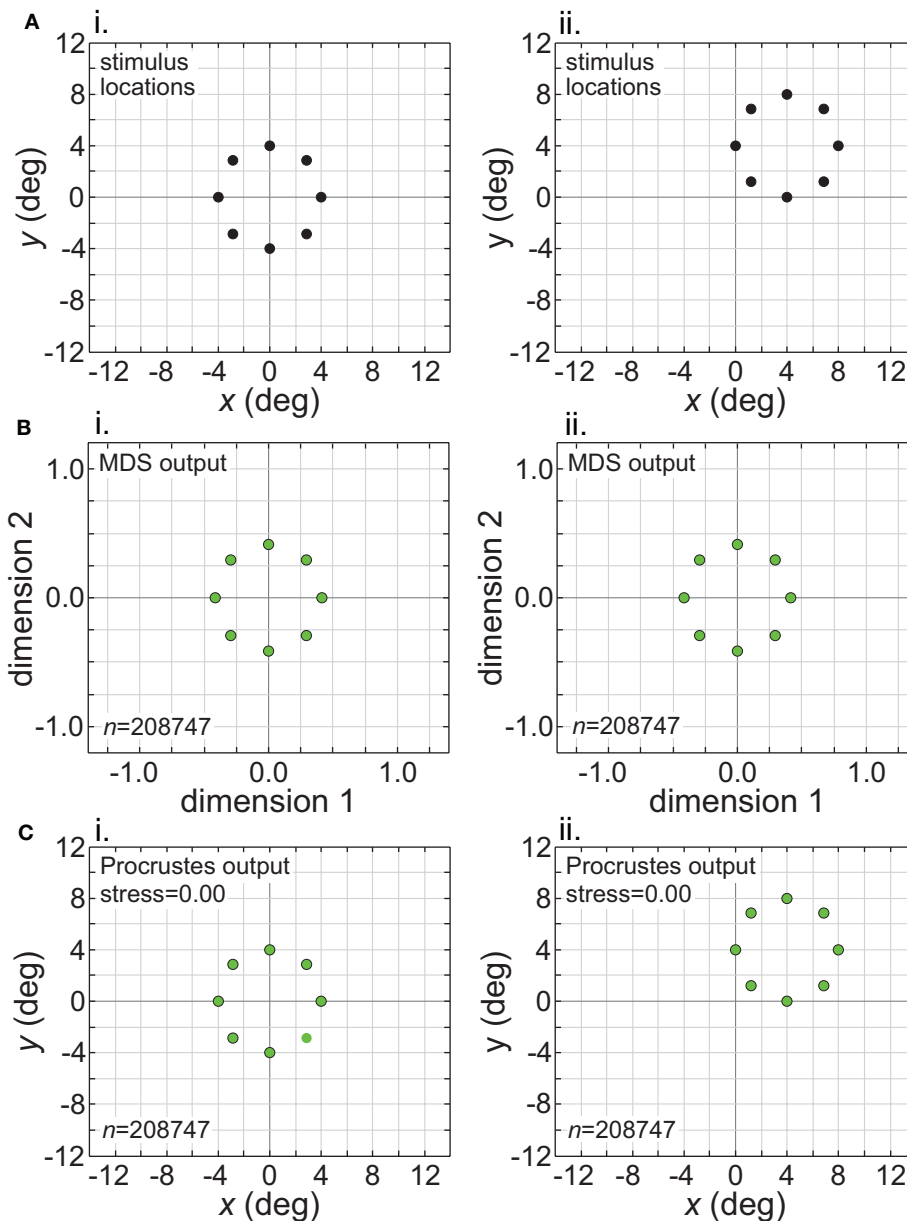 A
i.
12
8
4
0
-4
-8
-12
stimulus
locations
y (deg)
-12 -8 -4 0 4 8 12
x (deg)
ii.
12
8
4
0
-4
-8
-12
stimulus
locations
y (deg)
-12 -8 -4 0 4 8 12
x (deg)
B
i.
1.0
0.0
-1.0
MDS output
dimension 2
n=208747
-1.0 0.0 1.0
dimension 1
ii.
1.0
0.0
-1.0
MDS output
dimension 2
n=208747
-1.0 0.0 1.0
dimension 1
C
i.
12
8
4
0
-4
-8
-12
Procrustes output
stress=0.00
y (deg)
n=208747
-12 -8 -4 0 4 8 12
x (deg)
ii.
12
8
4
0
-4
-8
-12
Procrustes output
stress=0.00
y (deg)
n=208747
-12 -8 -4 0 4 8 12
x (deg)